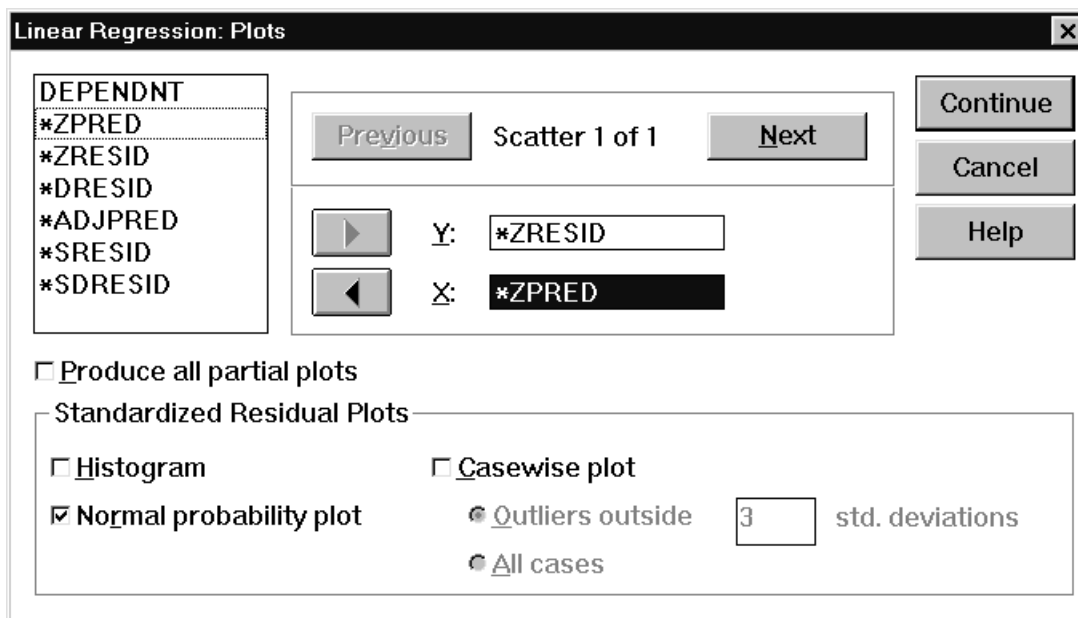 Linear Regression: Plots
DEPENDNT
*ZPRED
*ZRESID
*DRESID
*ADJPRED
*SRESID
*SDRESID
Previous Scatter 1 of 1 Next
Y: *ZRESID
X: *ZPRED
Continue
Cancel
Help
Produce all partial plots
Standardized Residual Plots
Histogram
Normal probability plot
Casewise plot
Outliers outside 3 std. deviations
All cases